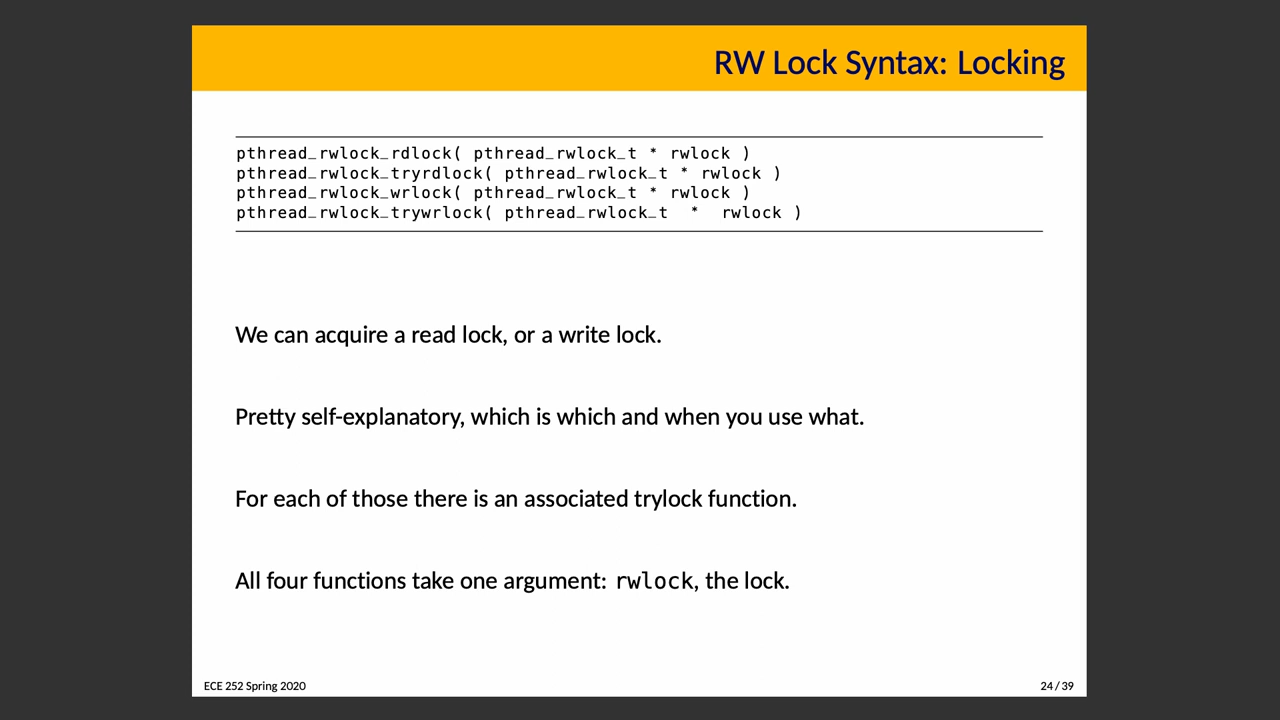 RW Lock Syntax: Locking
pthread_rwlock_rdlock( pthread_rwlock_t * rwlock )
pthread_rwlock_tryrdlock( pthread_rwlock_t * rwlock )
pthread_rwlock_wrlock( pthread_rwlock_t * rwlock )
pthread_rwlock_trywrlock( pthread_rwlock_t  *  rwlock )
We can acquire a read lock, or a write lock.
Pretty self-explanatory, which is which and when you use what.
For each of those there is an associated trylock function.
All four functions take one argument: rwlock, the lock.
ECE 252 Spring 2020
24 / 39